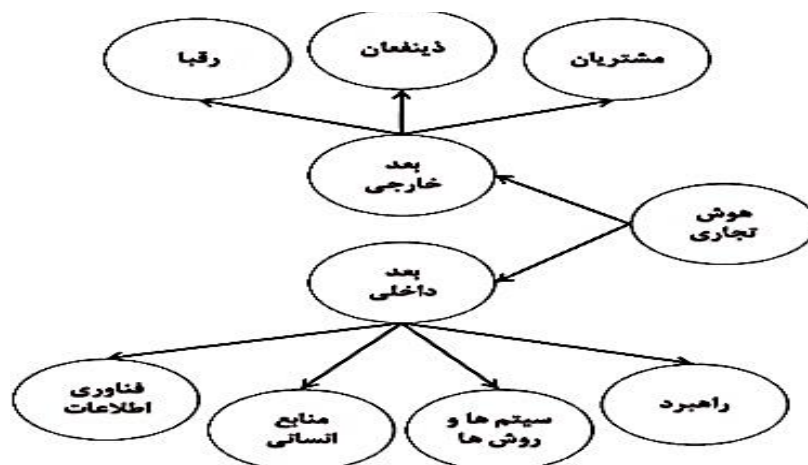 مشتریان
ذینفعان
رقبا
بعد
خارجی
هوش
تجاری
بعد
داخلی
راهبرد
سیتم ها و
روش ها
منابع
انسانی
فناوری
اطلاعات